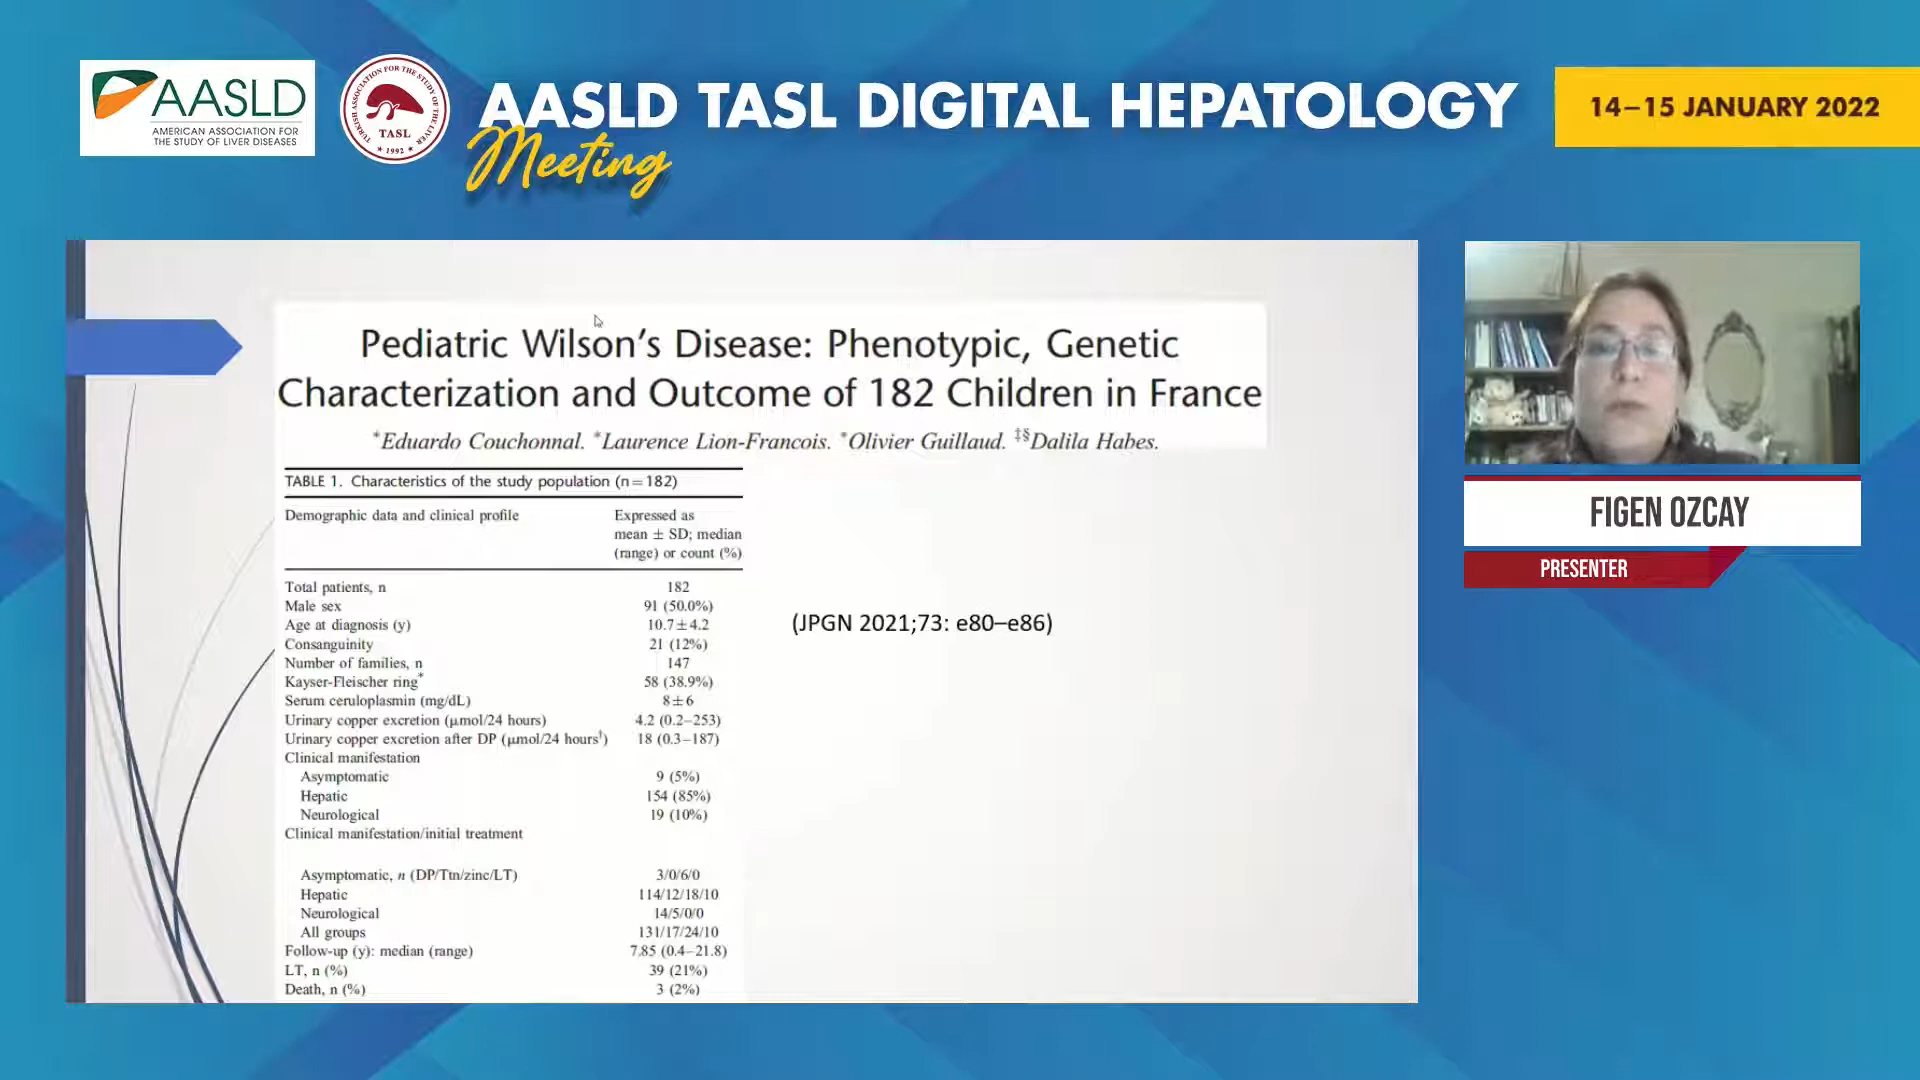 AASLD
AMERICAN ASSOCIATION FOR
THE STUDY OF LIVER DISEASES
TURKISH ASSOCIATION FOR THE STUDY OF THE LIVER
TASL
1992
AASLD TASL DIGITAL HEPATOLOGY
Meeting
14–15 JANUARY 2022
Pediatric Wilson's Disease: Phenotypic, Genetic
Characterization and Outcome of 182 Children in France
*Eduardo Couchonnal. *Laurence Lion-Francois. *Olivier Guillaud. ‡§Dalila Habes.
TABLE 1. Characteristics of the study population (n=182)
Demographic data and clinical profile
Expressed as
mean ± SD; median
(range) or count (%)
Total patients, n 182
Male sex 91 (50.0%)
Age at diagnosis (y) 10.7±4.2
Consanguinity 21 (12%)
Number of families, n 147
Kayser-Fleischer ring* 58 (38.9%)
Serum ceruloplasmin (mg/dL) 8±6
Urinary copper excretion (μmol/24 hours) 4.2 (0.2–253)
Urinary copper excretion after DP (μmol/24 hours†) 18 (0.3–187)
Clinical manifestation
Asymptomatic 9 (5%)
Hepatic 154 (85%)
Neurological 19 (10%)
Clinical manifestation/initial treatment
Asymptomatic, n (DP/Ttn/zinc/LT) 3/0/6/0
Hepatic 114/12/18/10
Neurological 14/5/0/0
All groups 131/17/24/10
Follow-up (y): median (range) 7.85 (0.4–21.8)
LT, n (%) 39 (21%)
Death, n (%) 3 (2%)
(JPGN 2021;73: e80–e86)
FIGEN OZCAY
PRESENTER